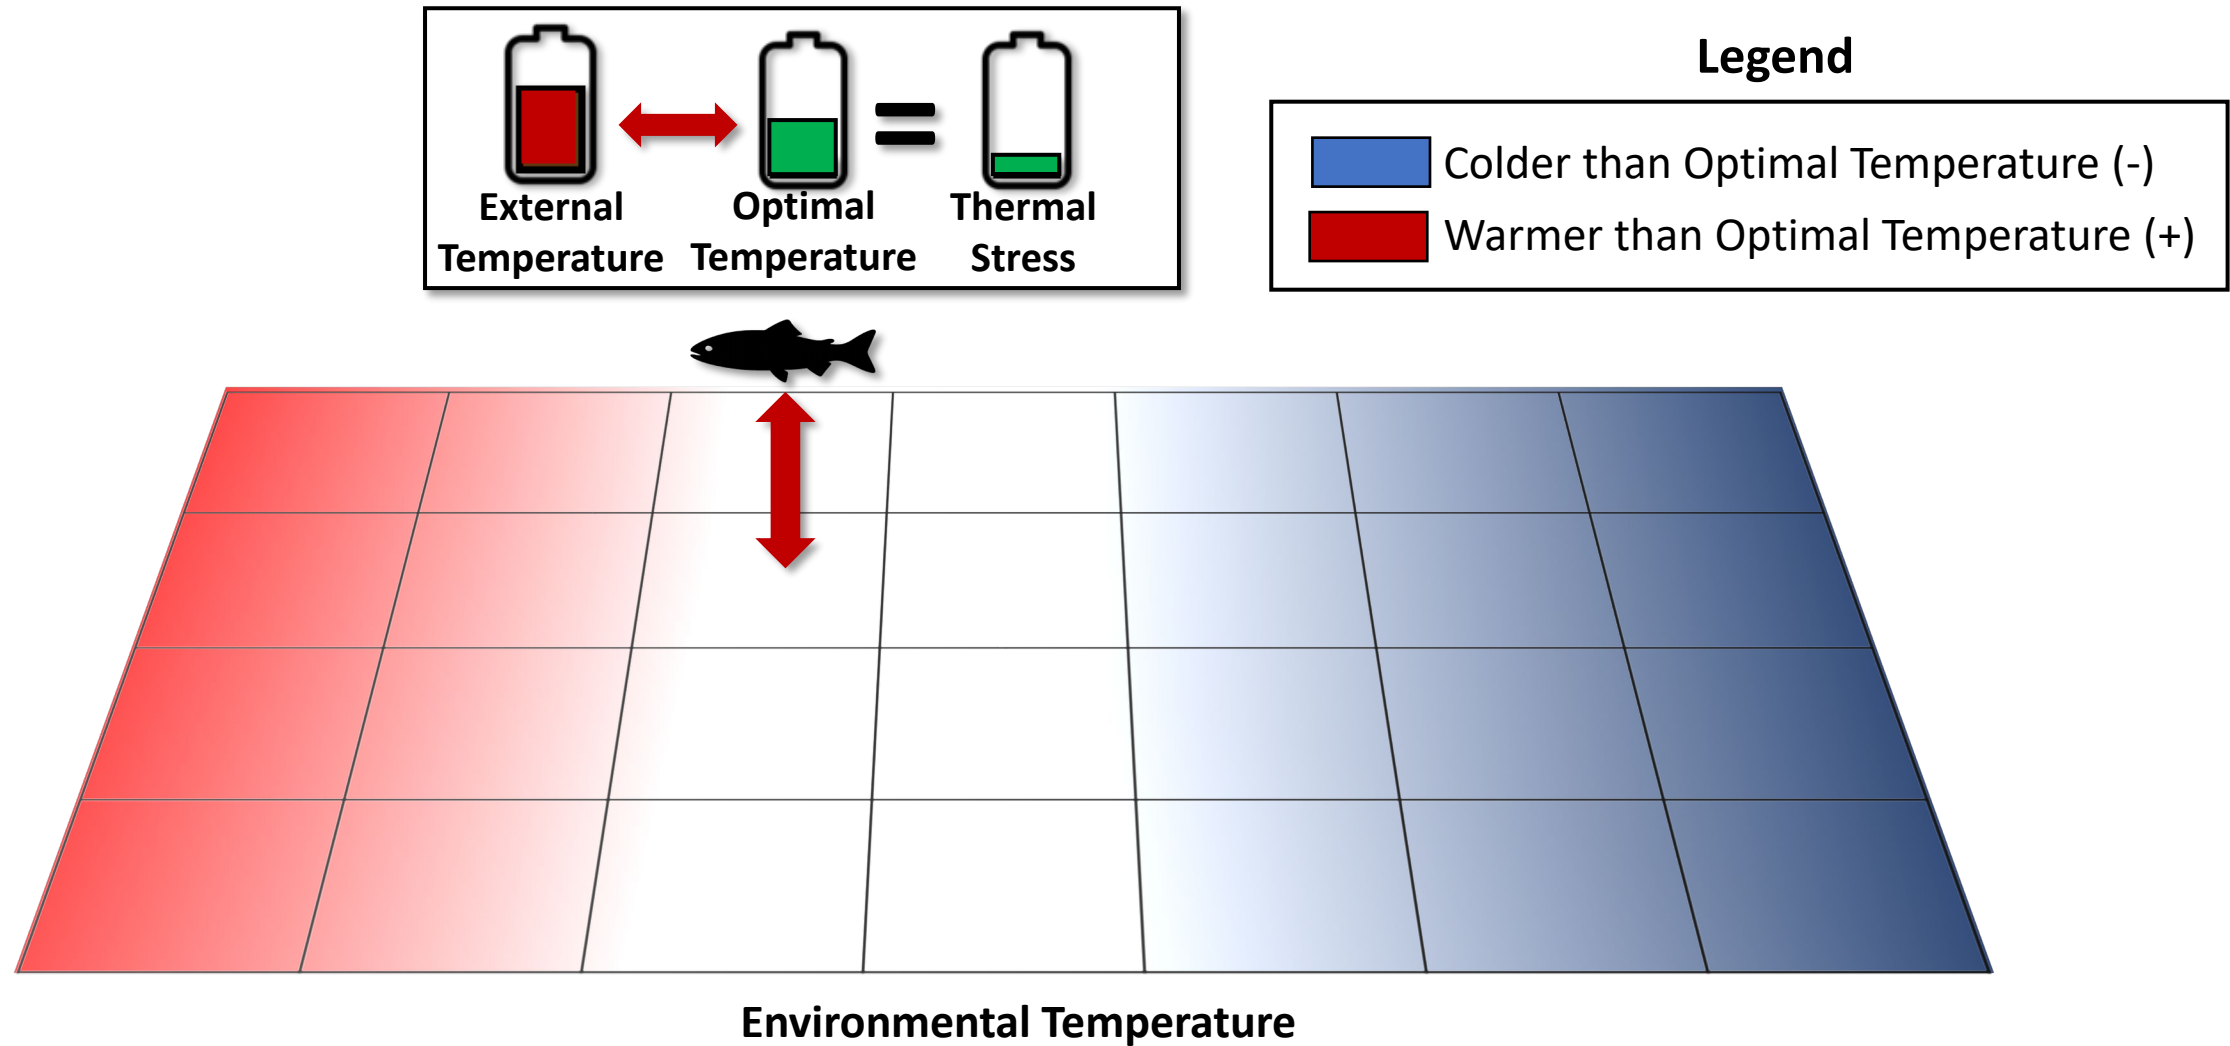 External
Temperature
Optimal
Temperature
Thermal
Stress
Legend
Colder than Optimal Temperature (-)
Warmer than Optimal Temperature (+)
Environmental Temperature